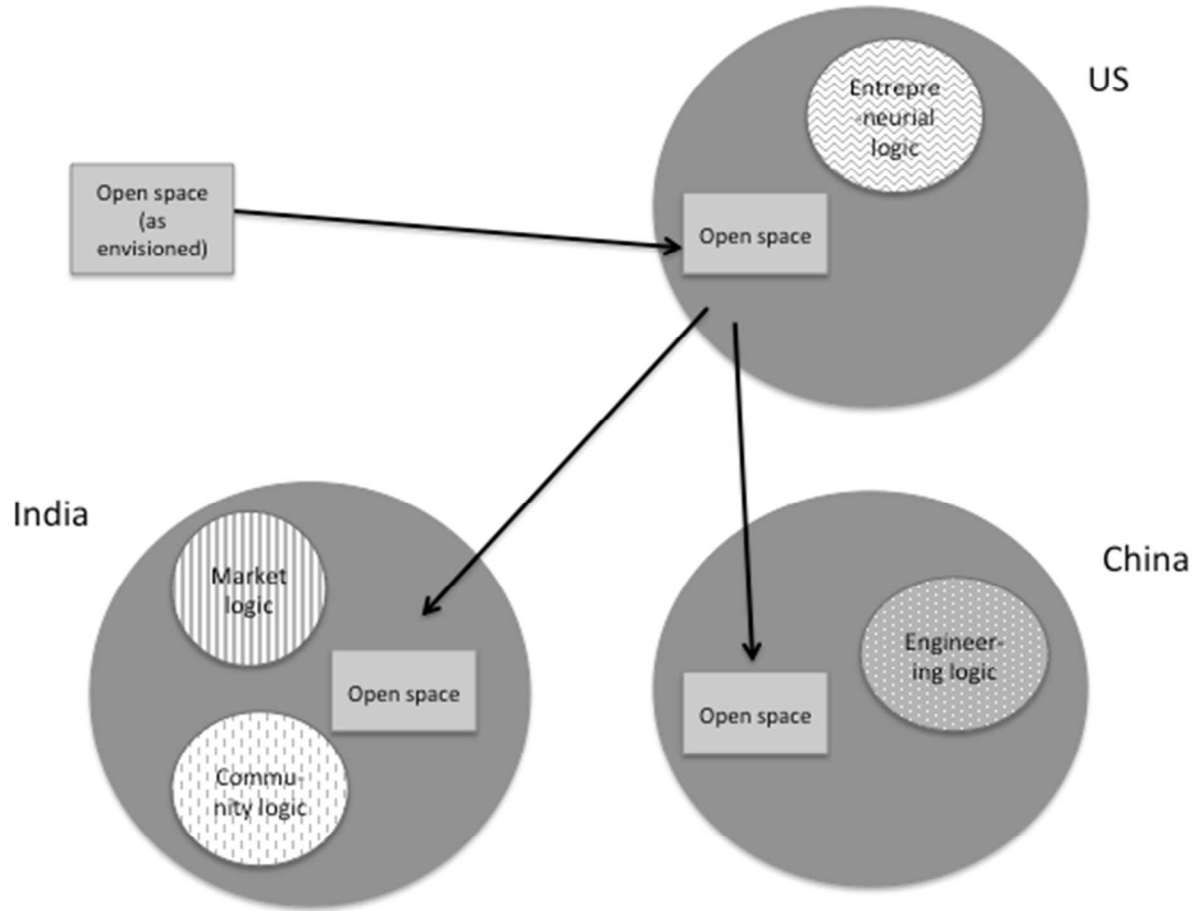 US
Entrepre
-neurial
logic
Open space
(as
envisioned)
Open space
India
Market
logic
Open space
Commu-
nity logic
China
Engineer-
ing logic
Open space